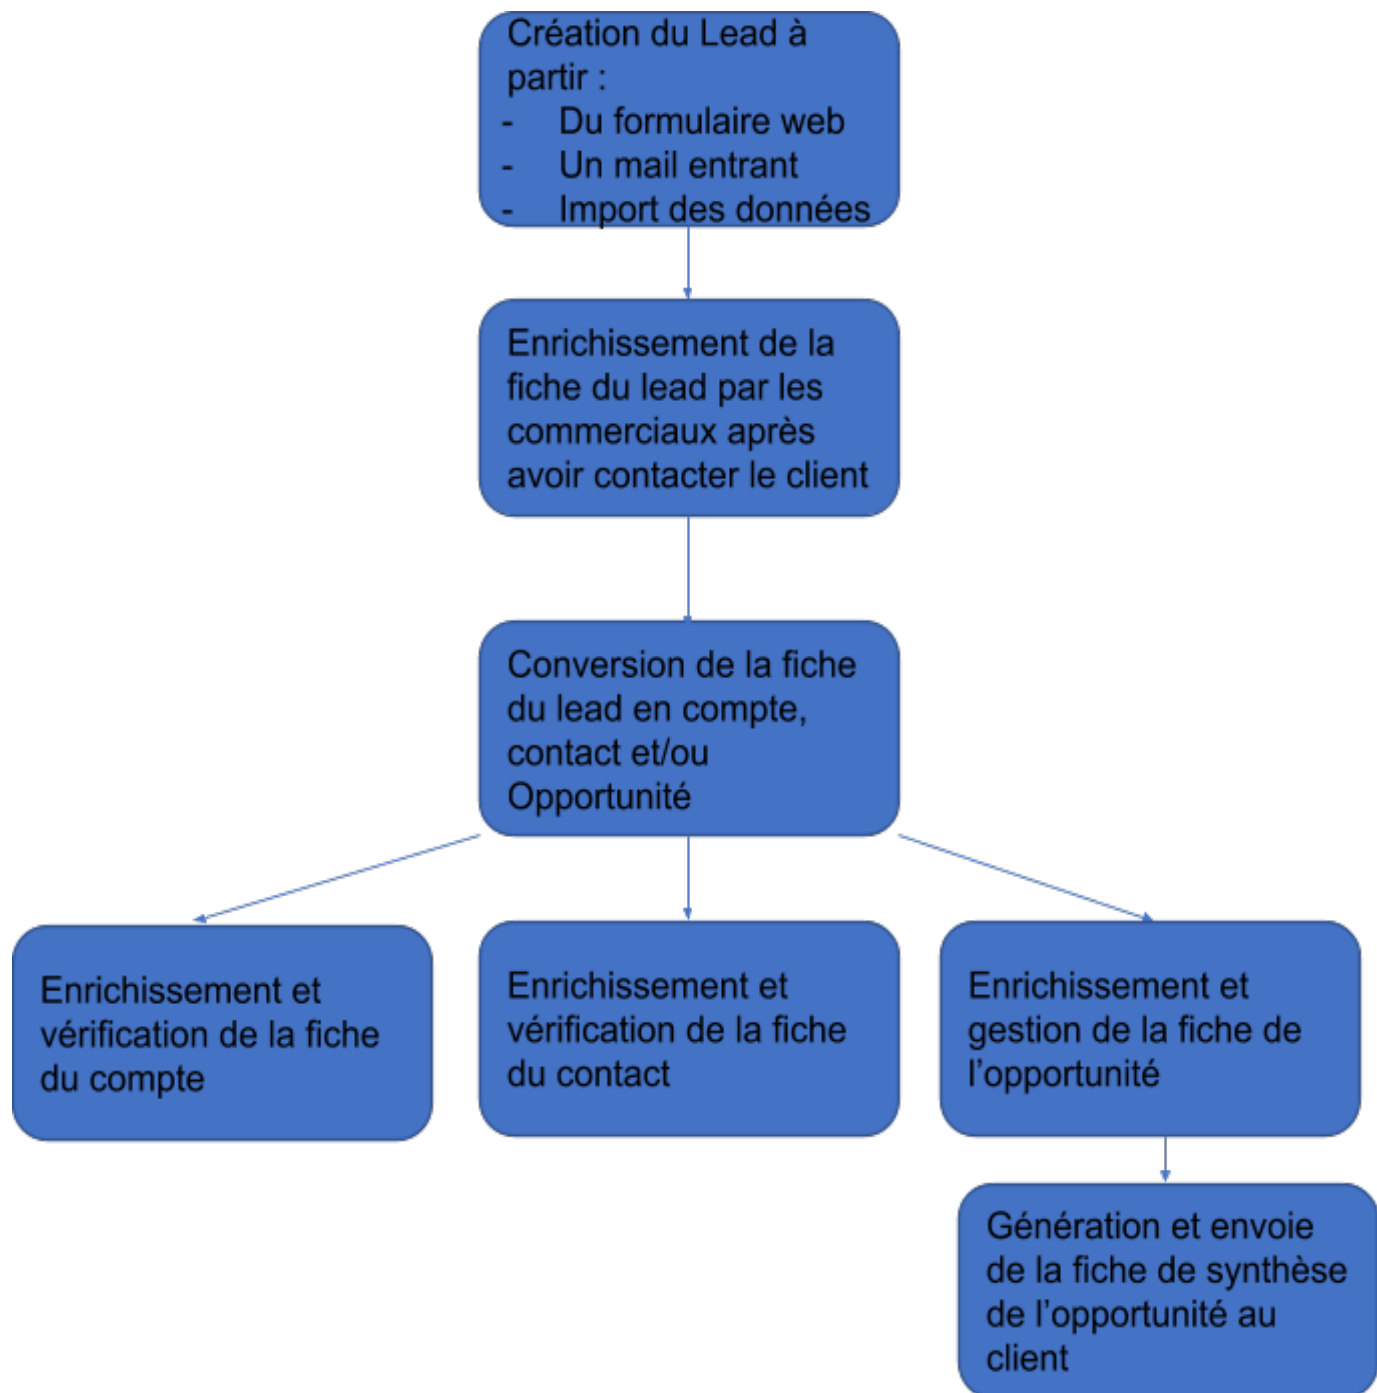 Création du Lead à
partir :
- Du formulaire web
- Un mail entrant
- Import des données
Enrichissement de la
fiche du lead par les
commerciaux après
avoir contacter le client
Conversion de la fiche
du lead en compte,
contact et/ou
Opportunité
Enrichissement et
vérification de la fiche
du compte
Enrichissement et
vérification de la fiche
du contact
Enrichissement et
gestion de la fiche de
l’opportunité
Génération et envoie
de la fiche de synthèse
de l’opportunité au
client